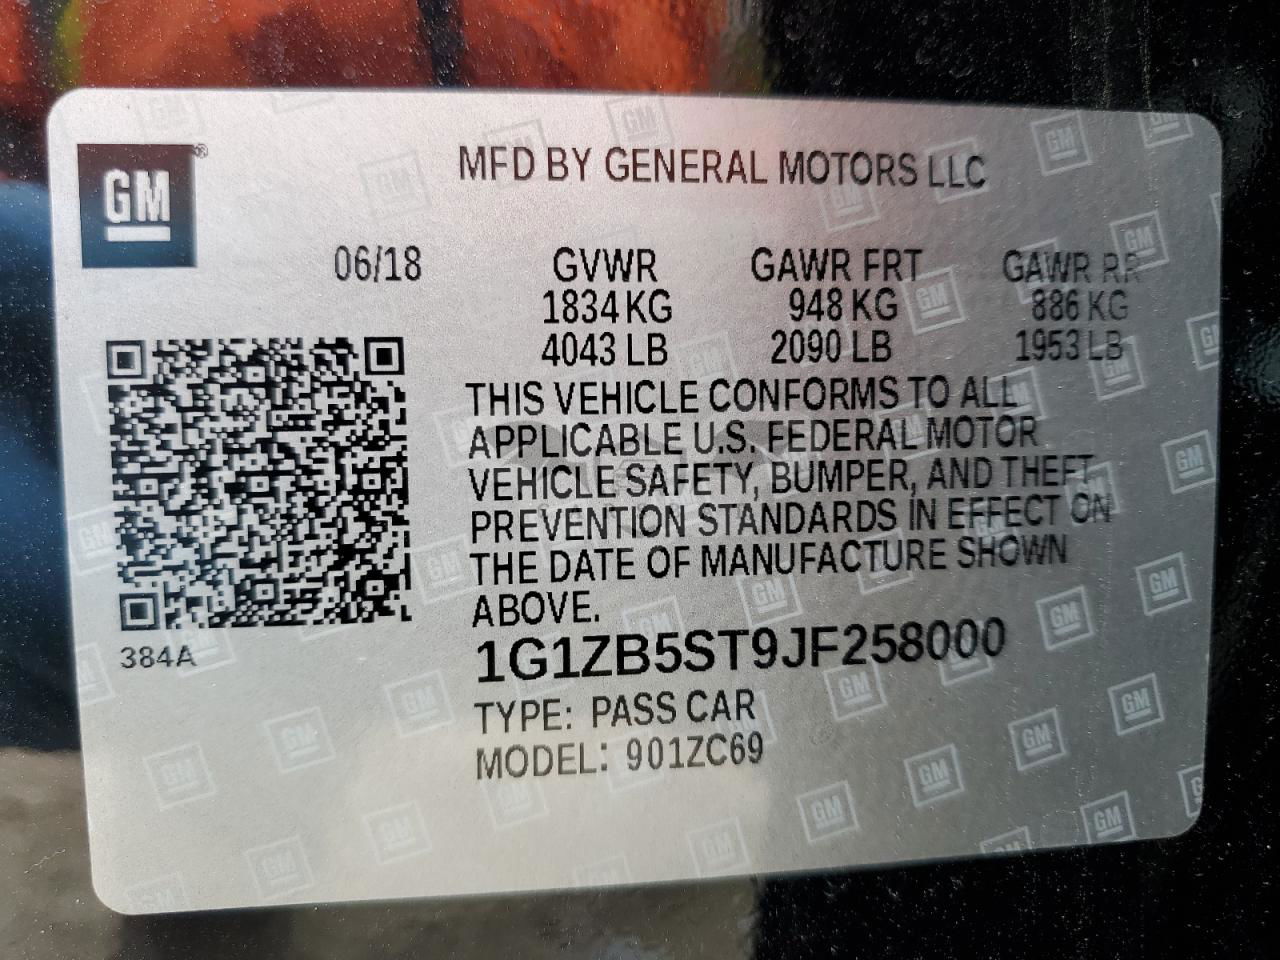 GM®
MFD BY GENERAL MOTORS LLC
06/18 GVWR GAWR FRT GAWR RR
1834 KG 948 KG 886 KG
4043 LB 2090 LB 1953 LB
THIS VEHICLE CONFORMS TO ALL
APPLICABLE U.S. FEDERAL MOTOR
VEHICLE SAFETY, BUMPER, AND THEFT
PREVENTION STANDARDS IN EFFECT ON
THE DATE OF MANUFACTURE SHOWN
ABOVE.
384A
1G1ZB5ST9JF258000
TYPE: PASS CAR
MODEL: 901ZC69